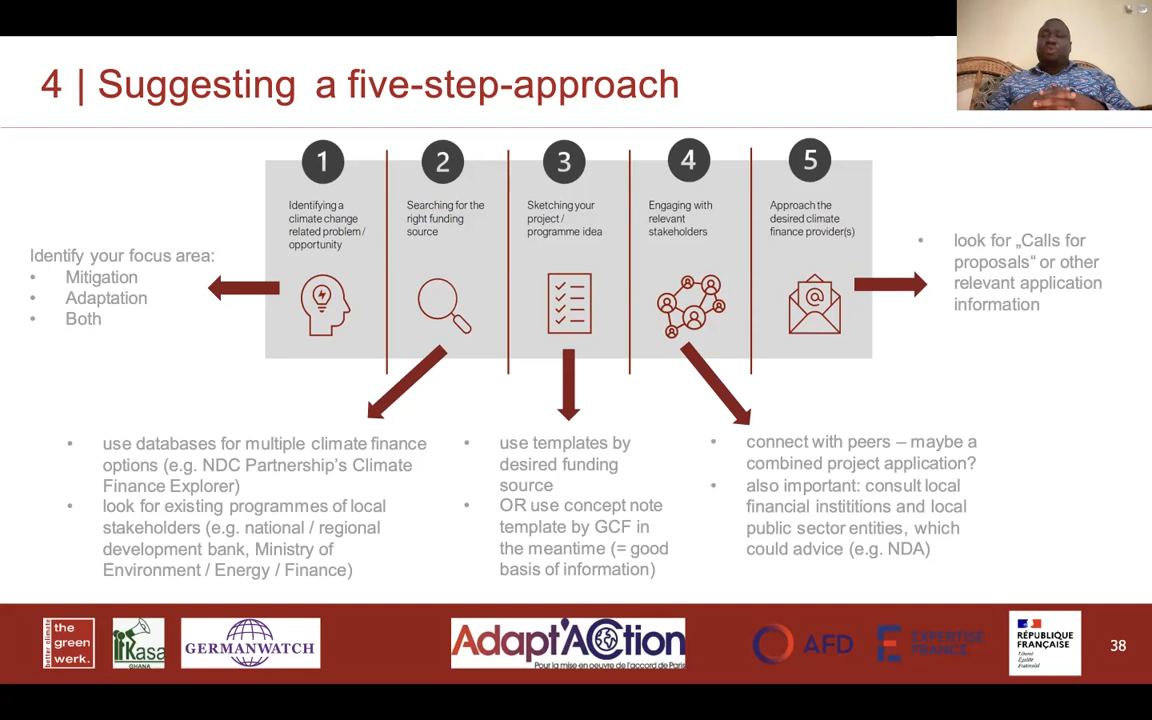 4 | Suggesting a five-step-approach
1
Identifying a
climate change
related problem/
opportunity
2
Searching for the
right funding
source
3
Sketching your
project /
programme idea
4
Engaging with
relevant
stakeholders
5
Approach the
desired climate
finance provider(s)
Identify your focus area:
• Mitigation
• Adaptation
• Both
• look for „Calls for
proposals“ or other
relevant application
information
• use databases for multiple climate finance
options (e.g. NDC Partnership's Climate
Finance Explorer)
• look for existing programmes of local
stakeholders (e.g. national / regional
development bank, Ministry of
Environment / Energy / Finance)
• use templates by
desired funding
source
• OR use concept note
template by GCF in
the meantime (= good
basis of information)
• connect with peers – maybe a
combined project application?
• also important: consult local
financial instititions and local
public sector entities, which
could advice (e.g. NDA)
better climate
the
green
werk.
Kasa
GHANA
GERMANWATCH
Adapt'ACtion
Pour la mise en oeuvre de l'accord de Paris
AFD
EXPERTISE
FRANCE
RÉPUBLIQUE
FRANÇAISE
Liberté
Égalité
Fraternité
38